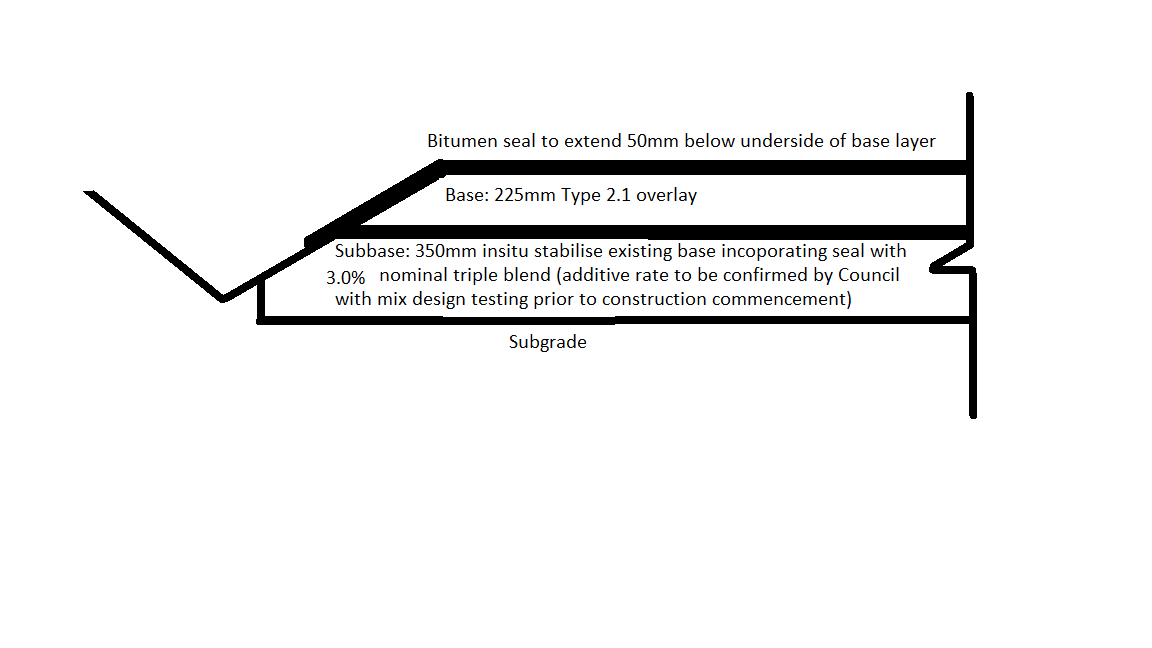 Bitumen seal to extend 50mm below underside of base layer
Base: 225mm Type 2.1 overlay
Subbase: 350mm insitu stabilise existing base incoporating seal with
3.0% nominal triple blend (additive rate to be confirmed by Council
with mix design testing prior to construction commencement)
Subgrade